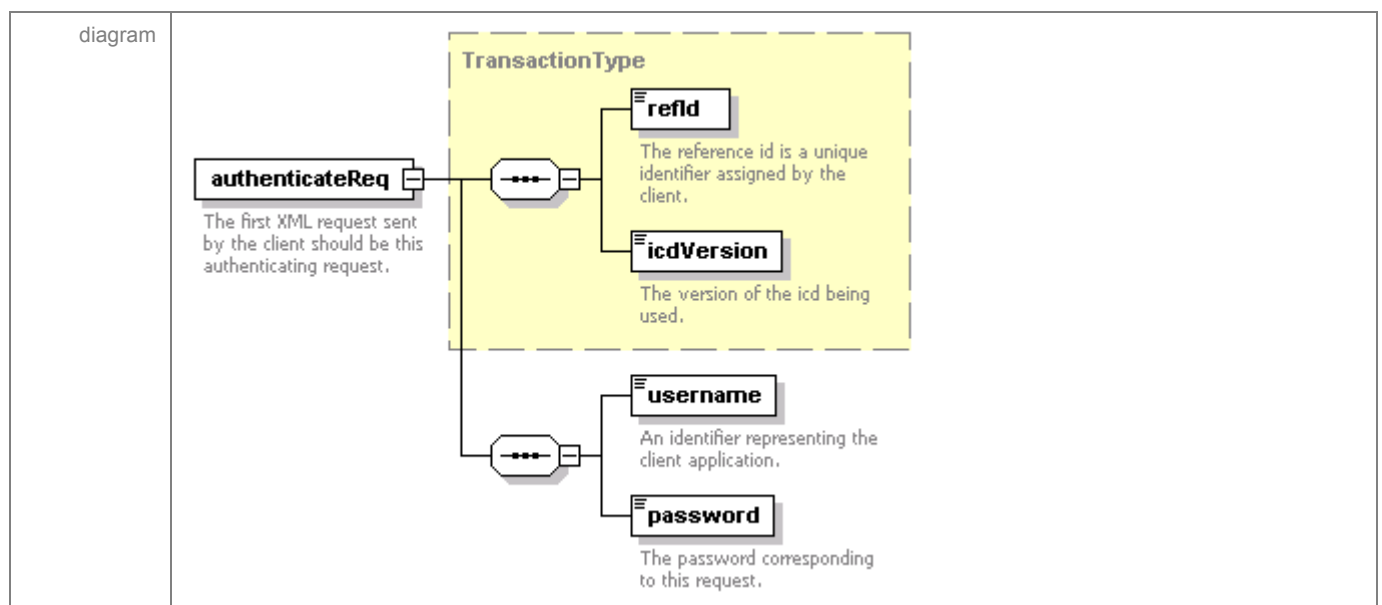 diagram
TransactionType
refId
The reference id is a unique
identifier assigned by the
client.
authenticateReq
The first XML request sent
by the client should be this
authenticating request.
icdVersion
The version of the icd being
used.
username
An identifier representing the
client application.
password
The password corresponding
to this request.